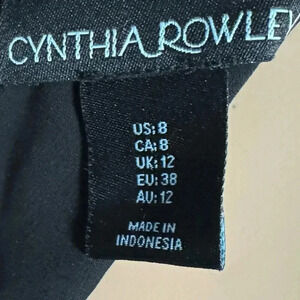 CYNTHIA ROWLEY
US: 8
CA: 8
UK: 12
EU: 38
AU: 12
MADE IN
INDONESIA